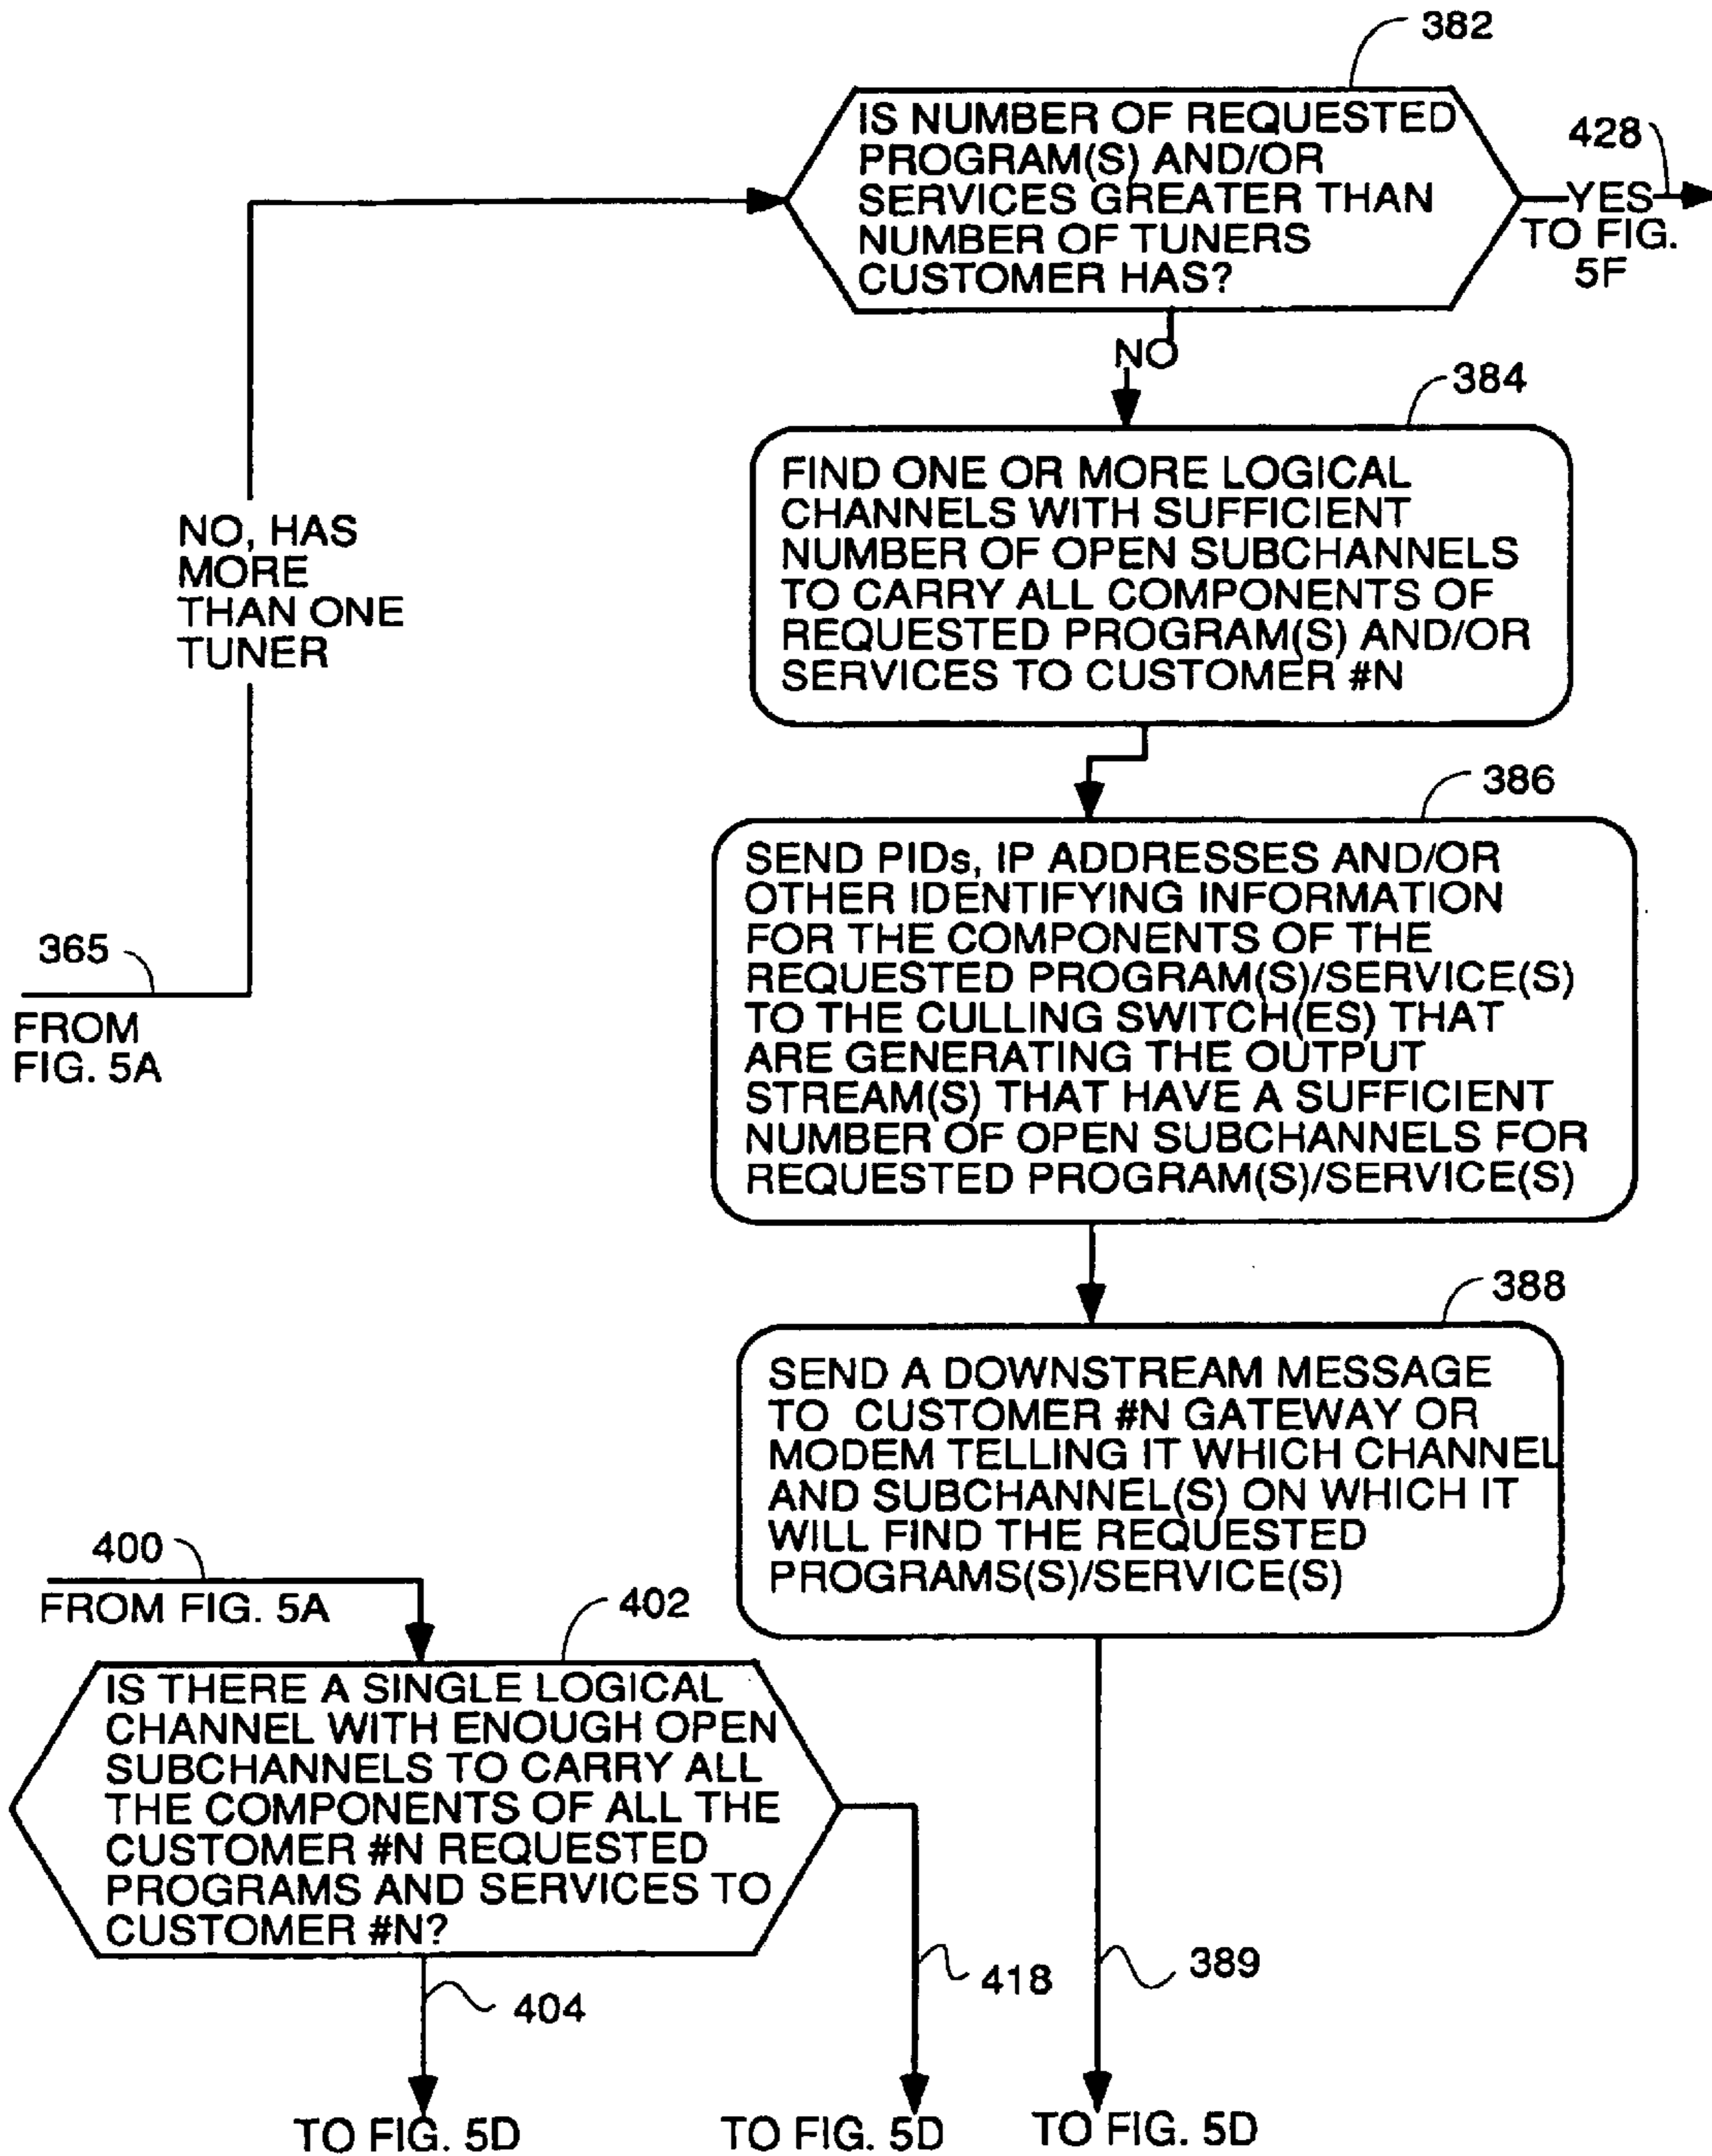 382
IS NUMBER OF REQUESTED
PROGRAM(S) AND/OR
SERVICES GREATER THAN
NUMBER OF TUNERS
CUSTOMER HAS?
428
YES
TO FIG.
5F
NO
384
FIND ONE OR MORE LOGICAL
CHANNELS WITH SUFFICIENT
NUMBER OF OPEN SUBCHANNELS
TO CARRY ALL COMPONENTS OF
REQUESTED PROGRAM(S) AND/OR
SERVICES TO CUSTOMER #N
NO, HAS
MORE
THAN ONE
TUNER
386
SEND PIDs, IP ADDRESSES AND/OR
OTHER IDENTIFYING INFORMATION
FOR THE COMPONENTS OF THE
REQUESTED PROGRAM(S)/SERVICE(S)
TO THE CULLING SWITCH(ES) THAT
ARE GENERATING THE OUTPUT
STREAM(S) THAT HAVE A SUFFICIENT
NUMBER OF OPEN SUBCHANNELS FOR
REQUESTED PROGRAM(S)/SERVICE(S)
365
FROM
FIG. 5A
388
SEND A DOWNSTREAM MESSAGE
TO CUSTOMER #N GATEWAY OR
MODEM TELLING IT WHICH CHANNEL
AND SUBCHANNEL(S) ON WHICH IT
WILL FIND THE REQUESTED
PROGRAMS(S)/SERVICE(S)
400
FROM FIG. 5A
402
IS THERE A SINGLE LOGICAL
CHANNEL WITH ENOUGH OPEN
SUBCHANNELS TO CARRY ALL
THE COMPONENTS OF ALL THE
CUSTOMER #N REQUESTED
PROGRAMS AND SERVICES TO
CUSTOMER #N?
404
418
389
TO FIG. 5D
TO FIG. 5D
TO FIG. 5D